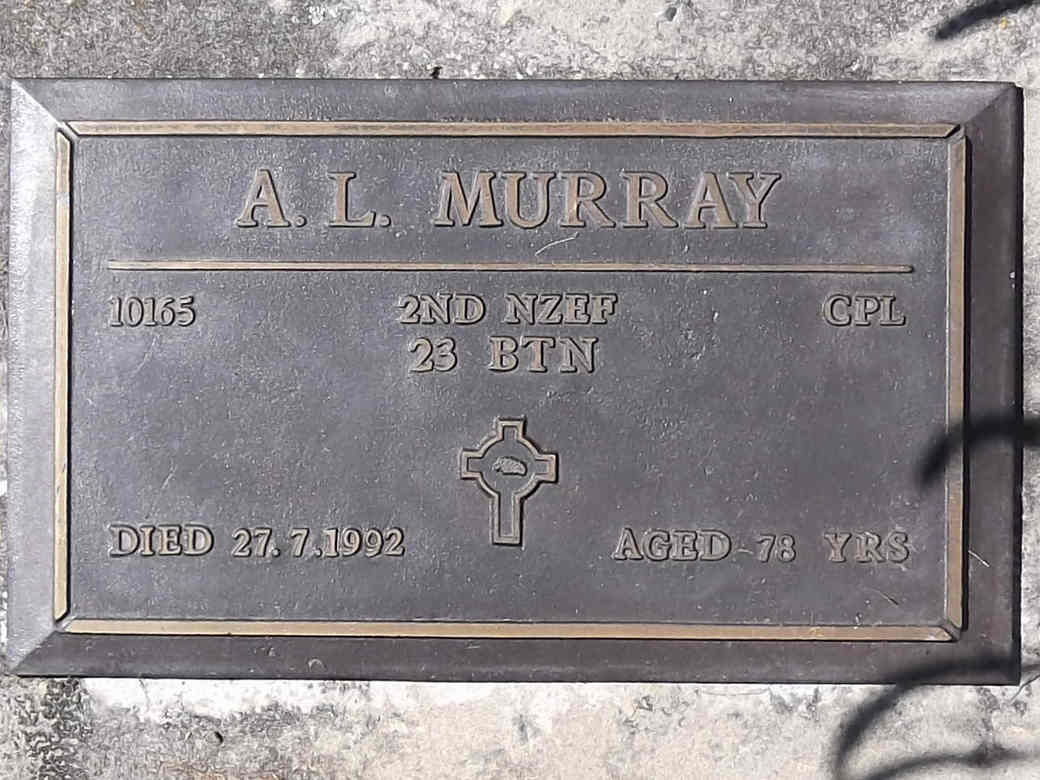 A. L. MURRAY
10165 2ND NZEF CPL
23 BTN
DIED 27. 7. 1992 AGED 78 YRS